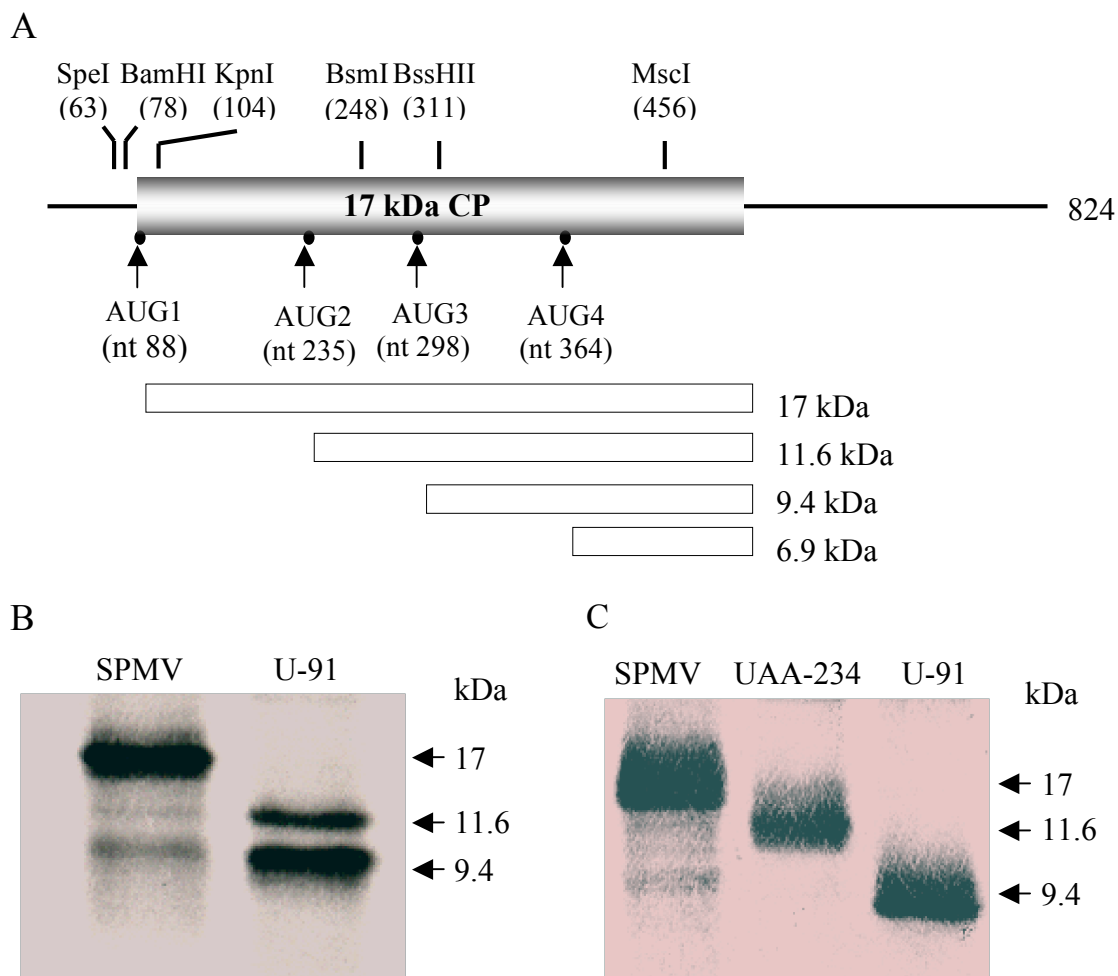 A
SpeI BamHI KpnI BsmI BssHII MscI
(63) (78) (104) (248) (311) (456)
17 kDa CP
824
AUG1 AUG2 AUG3 AUG4
(nt 88) (nt 235) (nt 298) (nt 364)
17 kDa
11.6 kDa
9.4 kDa
6.9 kDa
B
SPMV U-91
kDa
17
11.6
9.4
C
SPMV UAA-234 U-91
kDa
17
11.6
9.4